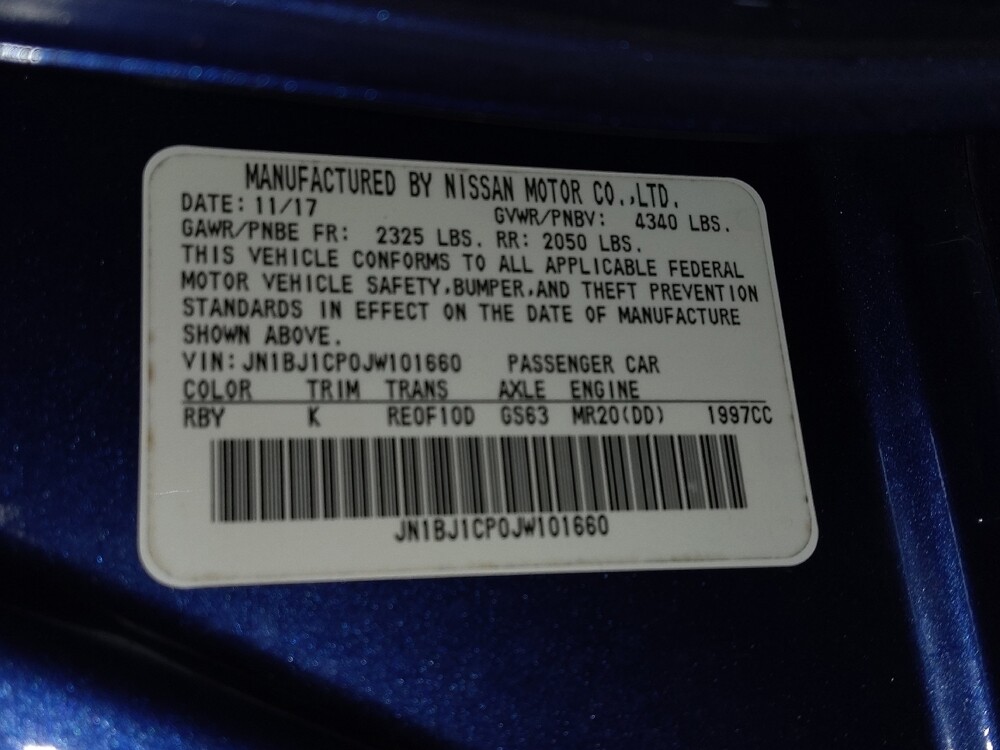 MANUFACTURED BY NISSAN MOTOR CO.,LTD.
DATE: 11/17 GVWR/PNBV: 4340 LBS.
GAWR/PNBE FR: 2325 LBS. RR: 2050 LBS.
THIS VEHICLE CONFORMS TO ALL APPLICABLE FEDERAL
MOTOR VEHICLE SAFETY,BUMPER,AND THEFT PREVENTION
STANDARDS IN EFFECT ON THE DATE OF MANUFACTURE
SHOWN ABOVE.
VIN: JN1BJ1CP0JW101660 PASSENGER CAR
COLOR TRIM TRANS AXLE ENGINE
RBY K RE0F10D GS63 MR20(DD) 1997CC
JN1BJ1CP0JW101660